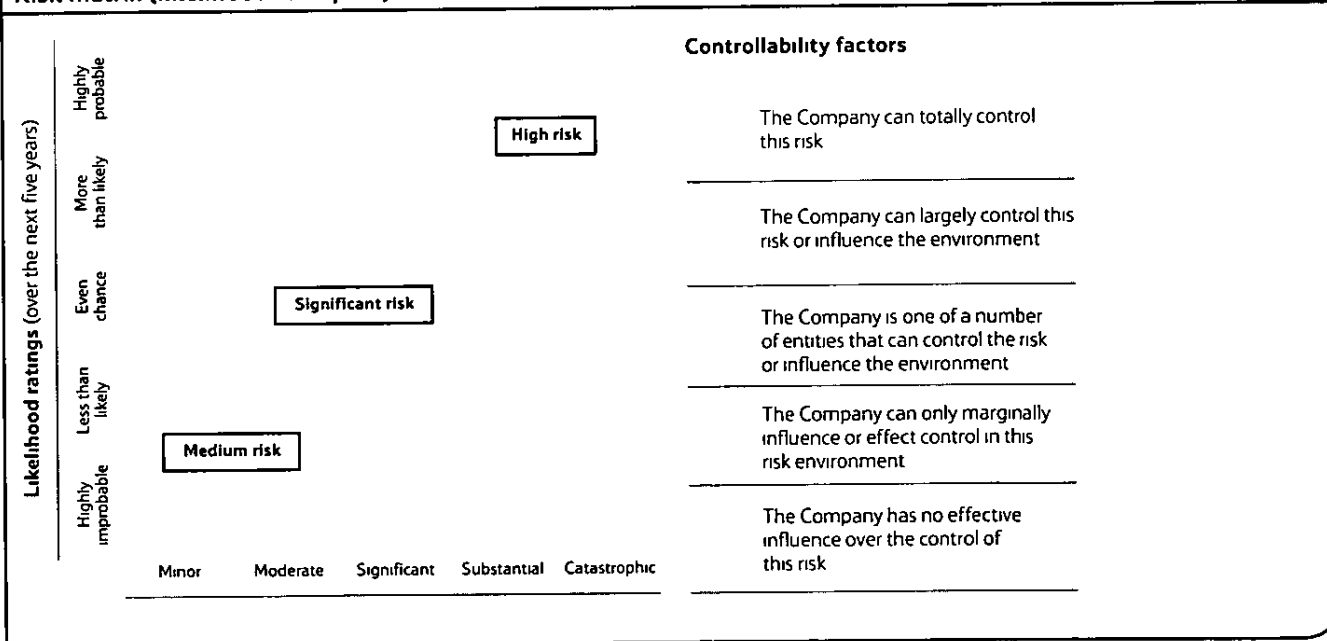 Controllability factors
Likelihood ratings (over the next five years)
Highly
probable
More
than likely
Even
chance
Less than
likely
Highly
improbable
High risk
Significant risk
Medium risk
Minor Moderate Significant Substantial Catastrophic
The Company can totally control
this risk
The Company can largely control this
risk or influence the environment
The Company is one of a number
of entities that can control the risk
or influence the environment
The Company can only marginally
influence or effect control in this
risk environment
The Company has no effective
influence over the control of
this risk